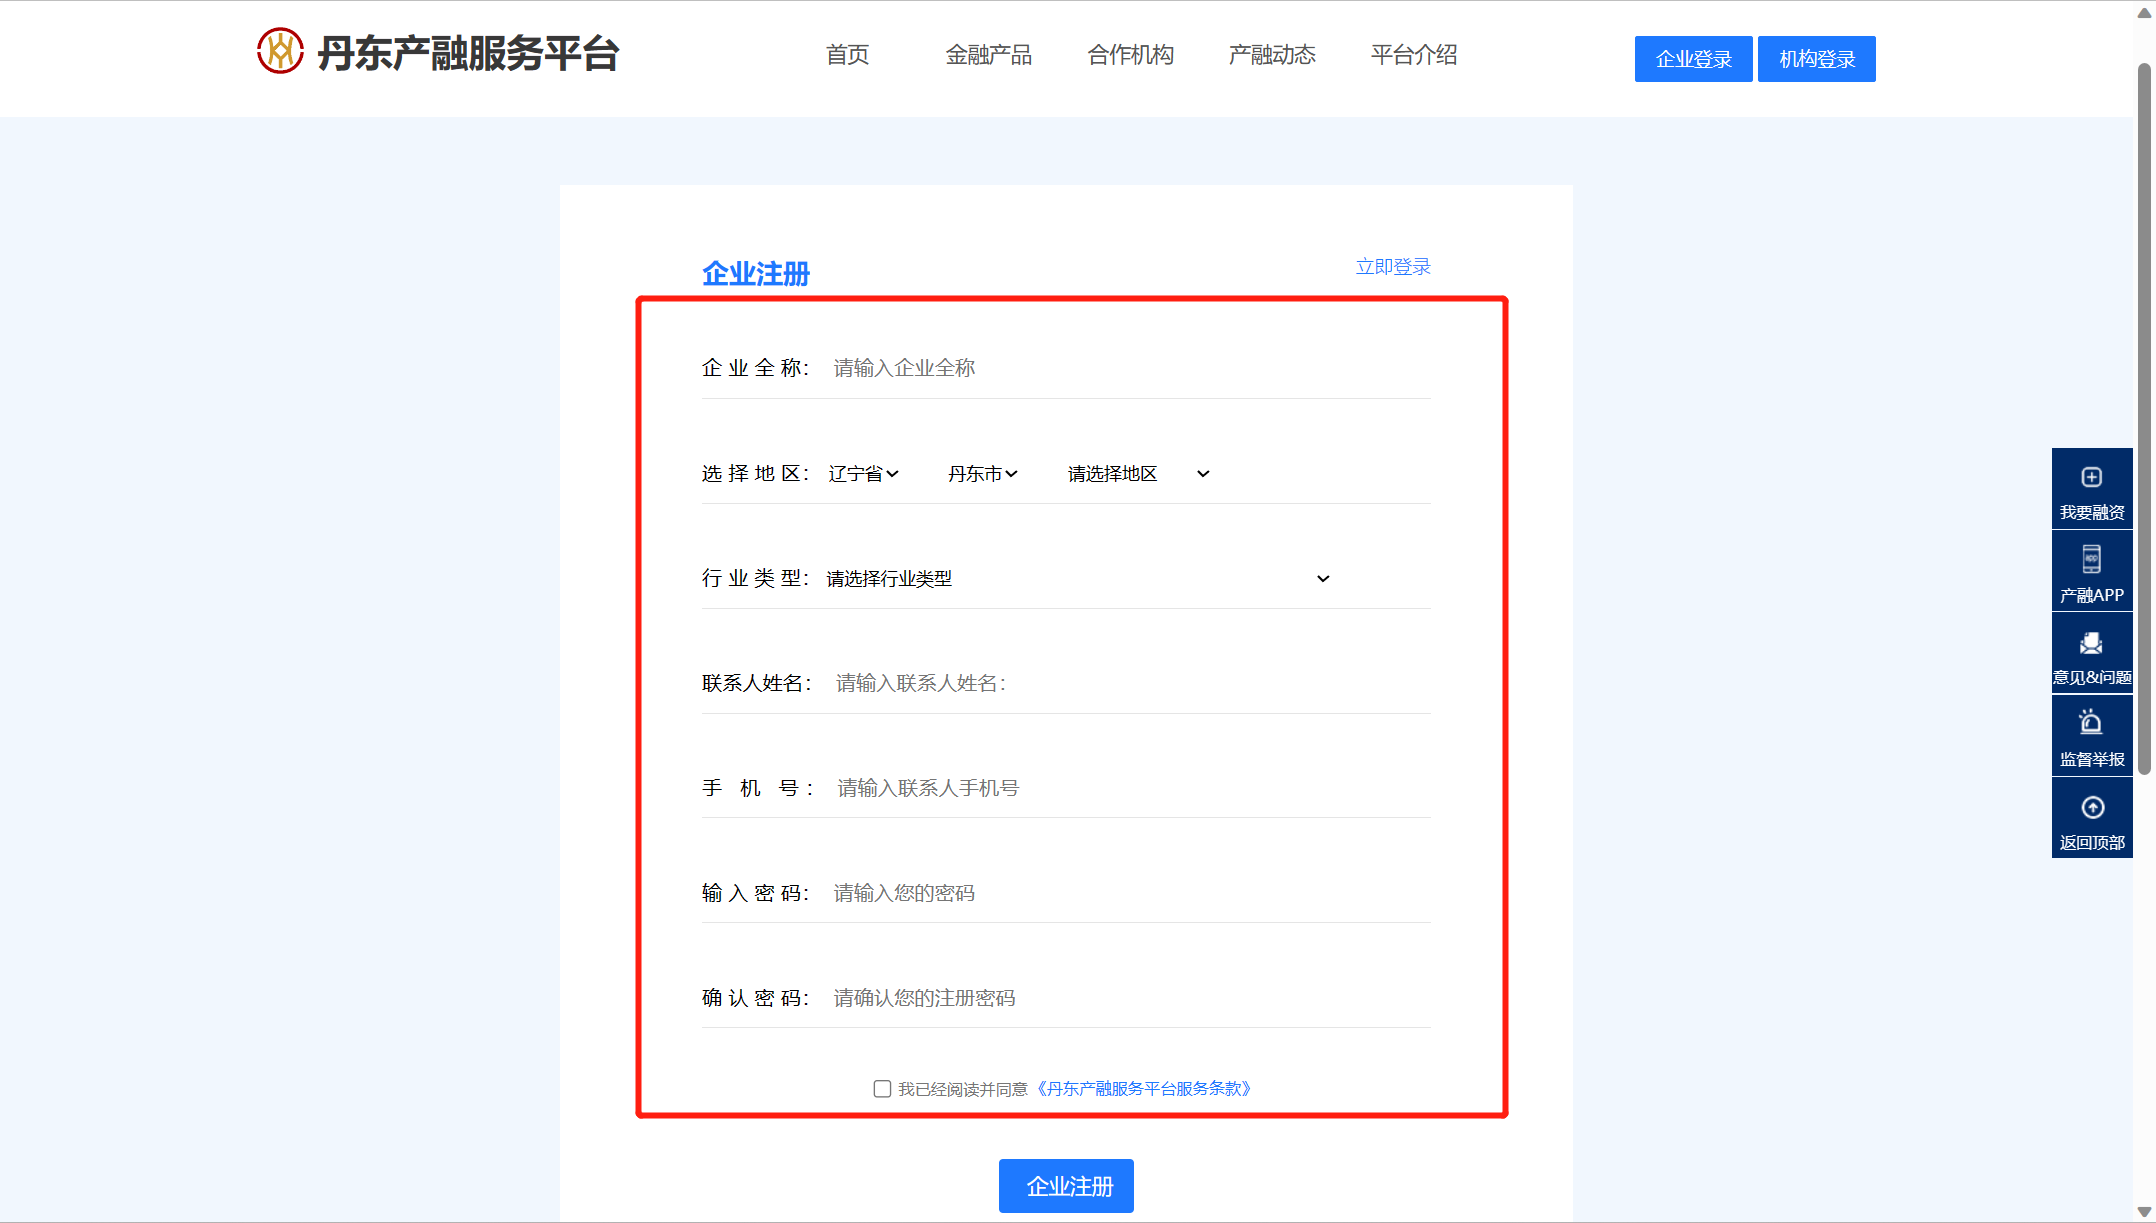 丹东产融服务平台
首页 金融产品 合作机构 产融动态 平台介绍
企业登录 机构登录
企业注册 立即登录
企 业 全 称： 请输入企业全称
选 择 地 区： 辽宁省 丹东市 请选择地区
行 业 类 型： 请选择行业类型
联系人姓名： 请输入联系人姓名：
手 机 号： 请输入联系人手机号
输 入 密 码： 请输入您的密码
确 认 密 码： 请确认您的注册密码
我已经阅读并同意《丹东产融服务平台服务条款》
企业注册
我要融资
app
产融APP
意见&问题
监督举报
返回顶部